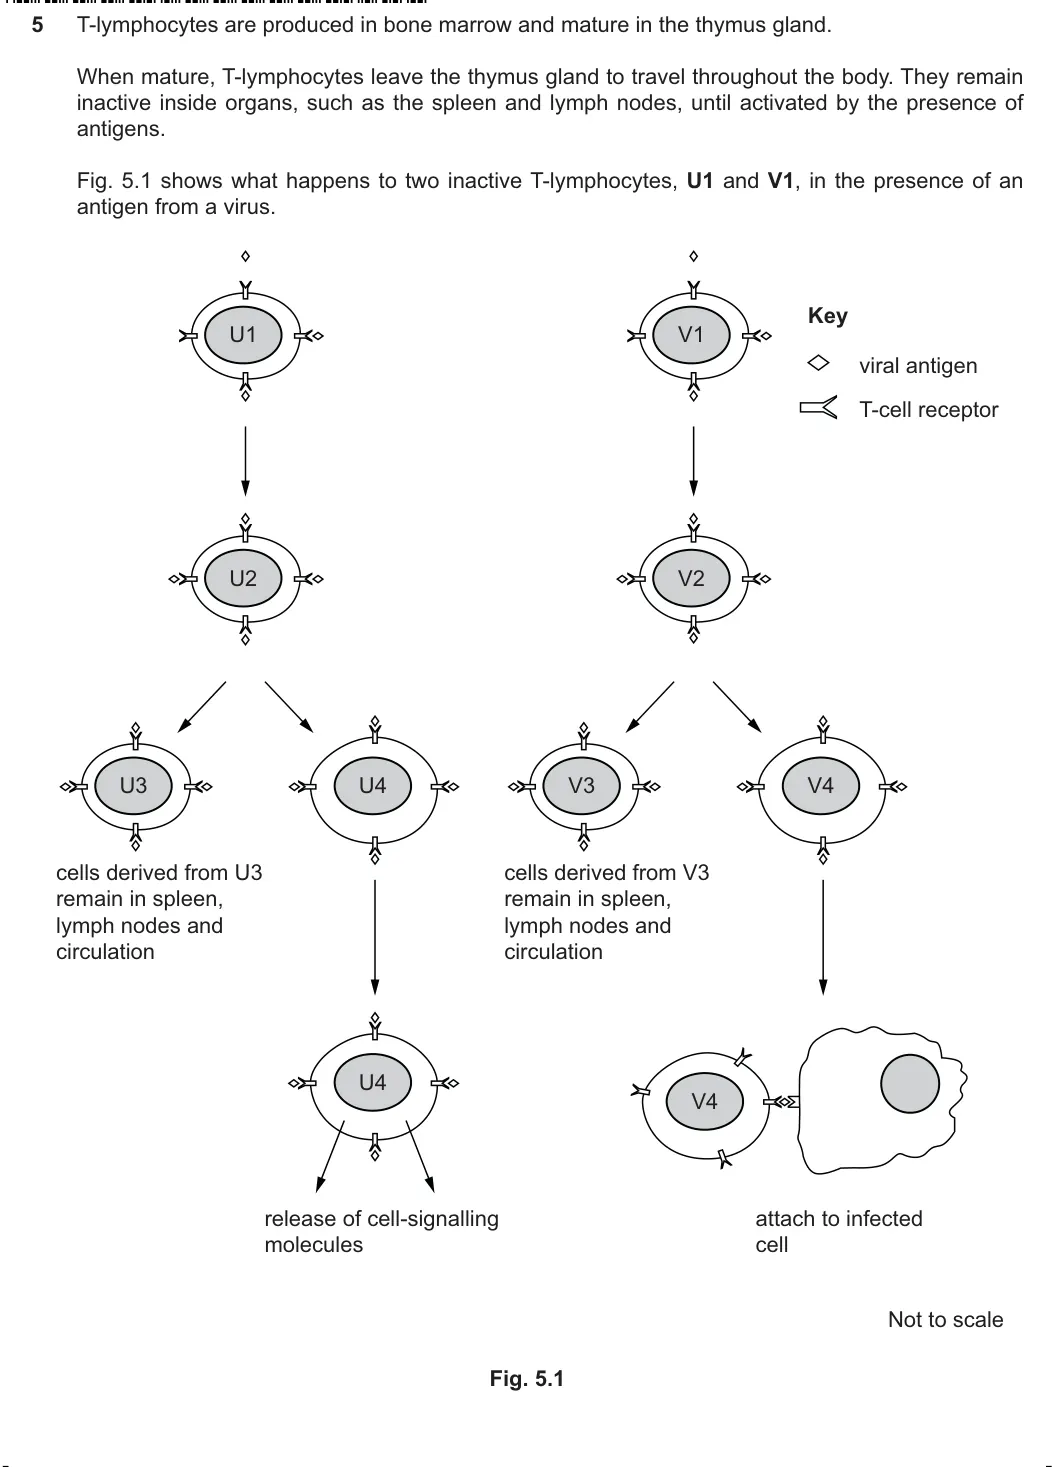 5 T-lymphocytes are produced in bone marrow and mature in the thymus gland.
When mature, T-lymphocytes leave the thymus gland to travel throughout the body. They remain
inactive inside organs, such as the spleen and lymph nodes, until activated by the presence of
antigens.
Fig. 5.1 shows what happens to two inactive T-lymphocytes, U1 and V1, in the presence of an
antigen from a virus.
U1
V1
Key
viral antigen
T-cell receptor
U2
V2
U3
U4
V3
V4
cells derived from U3
remain in spleen,
lymph nodes and
circulation
cells derived from V3
remain in spleen,
lymph nodes and
circulation
U4
V4
release of cell-signalling
molecules
attach to infected
cell
Not to scale
Fig. 5.1